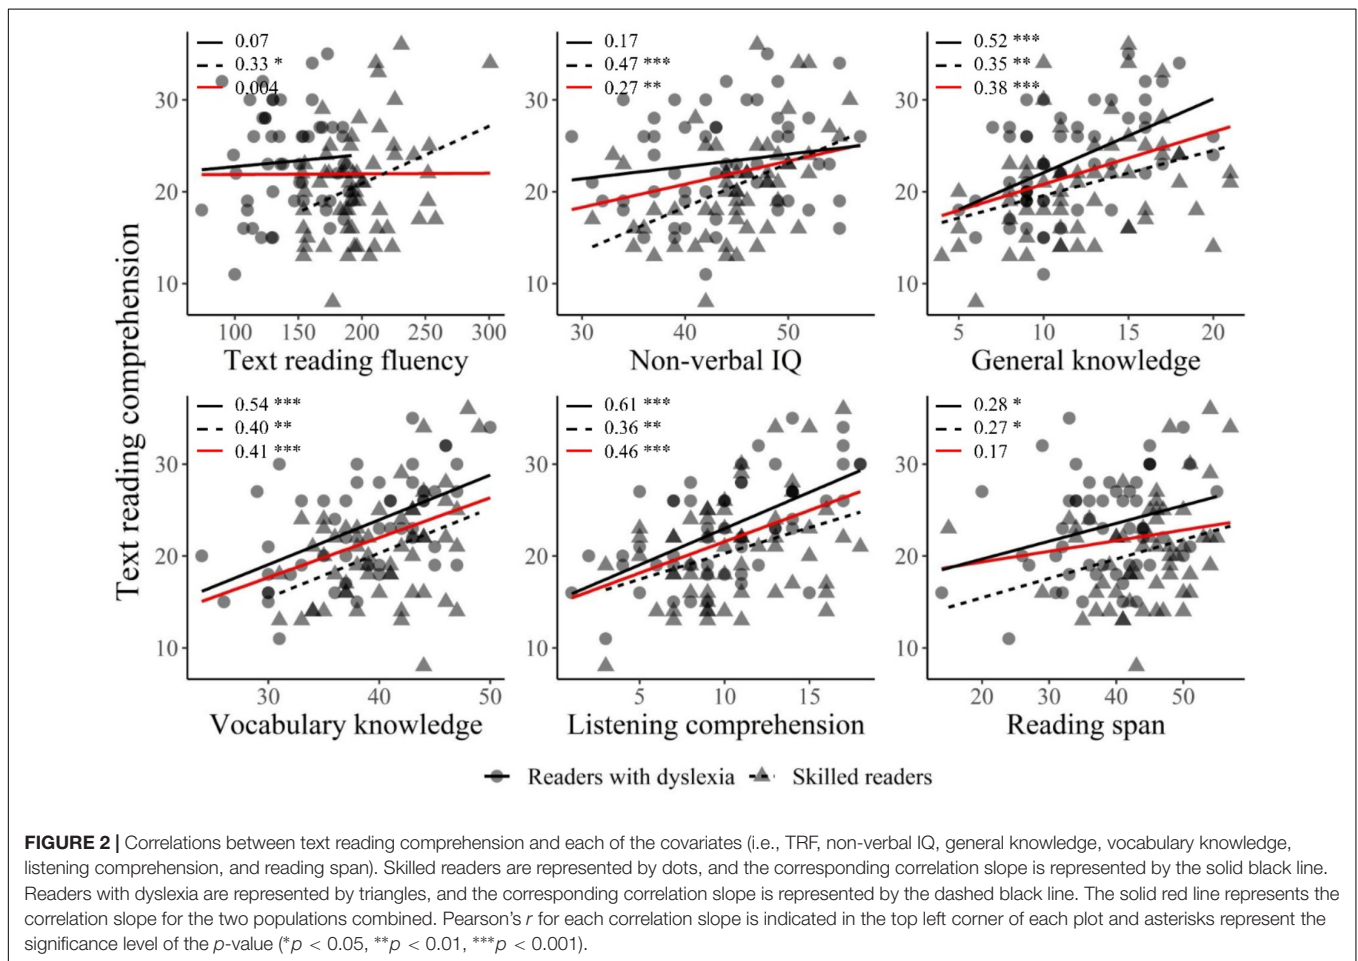 0.07
0.33 *
0.004
30
20
10
100 150 200 250 300
Text reading fluency
0.17
0.47 ***
0.27 **
30
20
10
30 40 50
Non-verbal IQ
0.52 ***
0.35 **
0.38 ***
30
20
10
5 10 15 20
General knowledge
Text reading comprehension
0.54 ***
0.40 **
0.41 ***
30
20
10
30 40 50
Vocabulary knowledge
0.61 ***
0.36 **
0.46 ***
30
20
10
5 10 15
Listening comprehension
0.28 *
0.27 *
0.17
30
20
10
20 30 40 50
Reading span
Readers with dyslexia Skilled readers
FIGURE 2 | Correlations between text reading comprehension and each of the covariates (i.e., TRF, non-verbal IQ, general knowledge, vocabulary knowledge,
listening comprehension, and reading span). Skilled readers are represented by dots, and the corresponding correlation slope is represented by the solid black line.
Readers with dyslexia are represented by triangles, and the corresponding correlation slope is represented by the dashed black line. The solid red line represents the
correlation slope for the two populations combined. Pearson's r for each correlation slope is indicated in the top left corner of each plot and asterisks represent the
significance level of the p-value (*p < 0.05, **p < 0.01, ***p < 0.001).